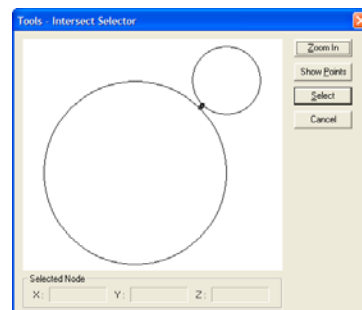 Tools - Intersect Selector
Zoom In
Show Points
Select
Cancel
Selected Node
X: Y: Z: